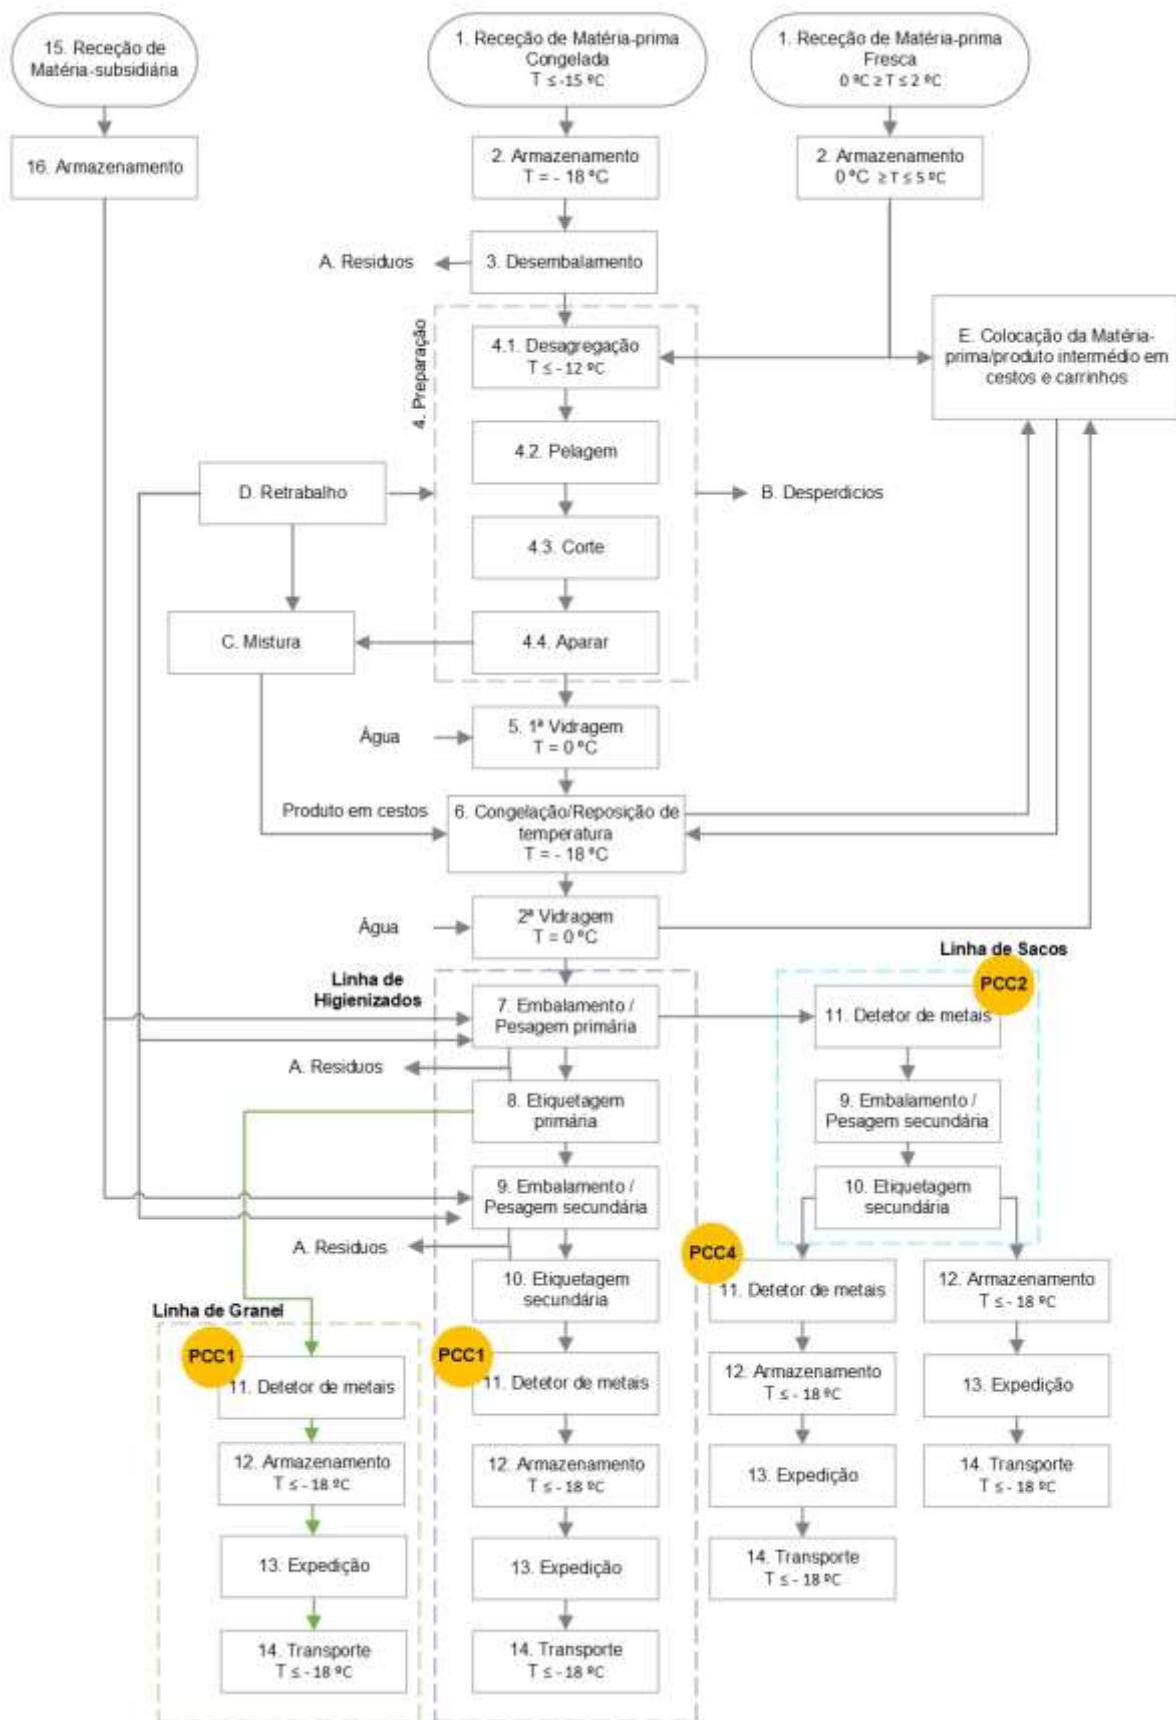 15. Receção de
Matéria-subsidiária
1. Receção de Matéria-prima
Congelada
T ≤ -15 ºC
1. Receção de Matéria-prima
Fresca
0 ºC ≥ T ≤ 2 ºC
16. Armazenamento
2. Armazenamento
T = - 18 ºC
2. Armazenamento
0 ºC ≥ T ≤ 5 ºC
A. Residuos
3. Desembalamento
4. Preparação
4.1. Desagregação
T ≤ - 12 ºC
E. Colocação da Matéria-
prima/produto intermédio em
cestos e carrinhos
4.2. Pelagem
D. Retrabalho
B. Desperdicios
4.3. Corte
C. Mistura
4.4. Aparar
Água
5. 1ª Vidragem
T = 0 ºC
Produto em cestos
6. Congelação/Reposição de
temperatura
T = - 18 ºC
Água
2ª Vidragem
T = 0 ºC
Linha de
Higienizados
Linha de Sacos
PCC2
7. Embalamento /
Pesagem primária
11. Detetor de metais
A. Residuos
8. Etiquetagem
primária
9. Embalamento /
Pesagem secundária
9. Embalamento /
Pesagem secundária
10. Etiquetagem
secundária
A. Residuos
PCC4
10. Etiquetagem
secundária
11. Detetor de metais
12. Armazenamento
T ≤ - 18 ºC
Linha de Granel
PCC1
11. Detetor de metais
PCC1
11. Detetor de metais
12. Armazenamento
T ≤ - 18 ºC
13. Expedição
12. Armazenamento
T ≤ - 18 ºC
12. Armazenamento
T ≤ - 18 ºC
13. Expedição
14. Transporte
T ≤ - 18 ºC
13. Expedição
13. Expedição
14. Transporte
T ≤ - 18 ºC
14. Transporte
T ≤ - 18 ºC
14. Transporte
T ≤ - 18 ºC